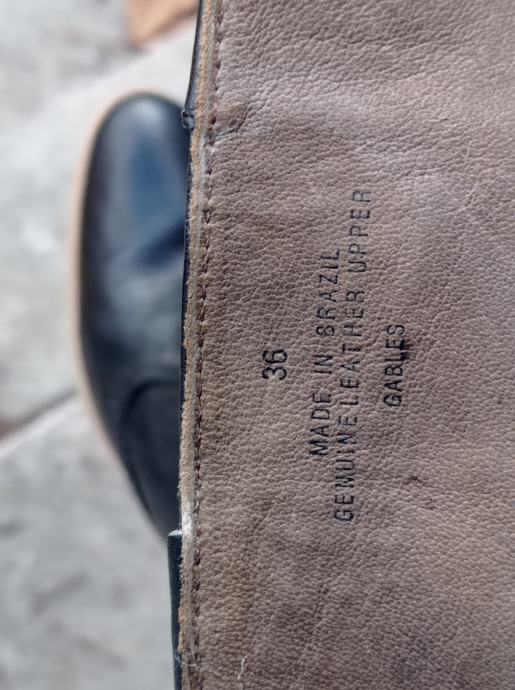 36
MADE IN BRAZIL
GENUINE LEATHER UPPER
GABLES